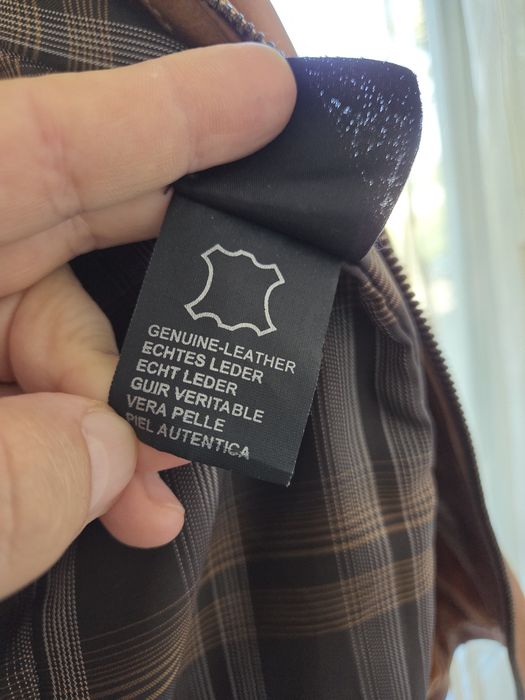 GENUINE-LEATHER
ECHTES LEDER
ECHT LEDER
GUIR VERITABLE
VERA PELLE
PIEL AUTENTICA